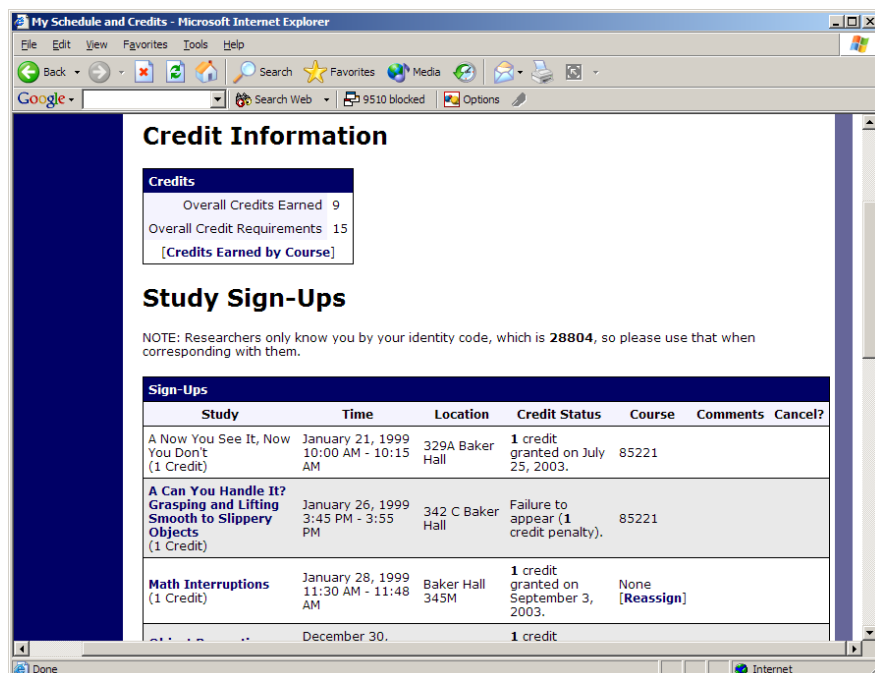 My Schedule and Credits - Microsoft Internet Explorer
File Edit View Favorites Tools Help
Back Search Favorites Media
Google Search Web 9510 blocked Options
Credit Information
Credits
Overall Credits Earned 9
Overall Credit Requirements 15
[Credits Earned by Course]
Study Sign-Ups
NOTE: Researchers only know you by your identity code, which is 28804, so please use that when
corresponding with them.
Sign-Ups
Study Time Location Credit Status Course Comments Cancel?
A Now You See It, Now
You Don't
(1 Credit)
January 21, 1999
10:00 AM - 10:15
AM
329A Baker
Hall
1 credit
granted on July
25, 2003.
85221
A Can You Handle It?
Grasping and Lifting
Smooth to Slippery
Objects
(1 Credit)
January 26, 1999
3:45 PM - 3:55
PM
342 C Baker
Hall
Failure to
appear (1
credit penalty).
85221
Math Interruptions
(1 Credit)
January 28, 1999
11:30 AM - 11:48
AM
Baker Hall
345M
1 credit
granted on
September 3,
2003.
None
[Reassign]
December 30,
1 credit
Done Internet